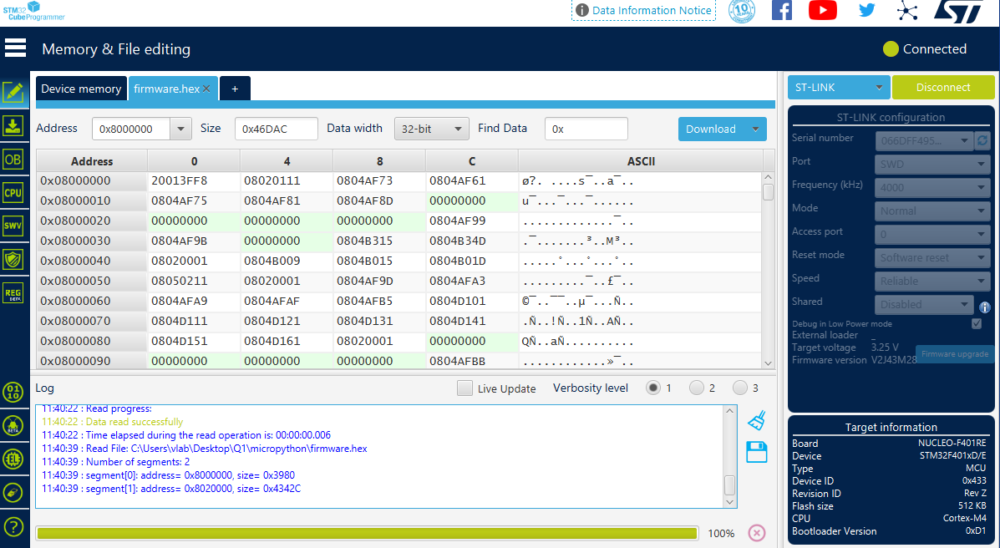 STM32
CubeProgrammer
Data Information Notice
10
Memory & File editing
Connected
Device memory
firmware.hex
+
Address
0x8000000
Size
0x46DAC
Data width
32-bit
Find Data
0x
Download
Address 0 4 8 C ASCII
0x08000000 20013FF8 08020111 0804AF73 0804AF61 ø?. ....s¯..a¯..
0x08000010 0804AF75 0804AF81 0804AF8D 00000000 u¯...¯...¯......
0x08000020 00000000 00000000 00000000 0804AF99 .............¯..
0x08000030 0804AF9B 00000000 0804B315 0804B34D .¯.......³..M³..
0x08000040 08020001 0804B009 0804B015 0804B01D .....°...°...°..
0x08000050 08050211 08020001 0804AF9D 0804AFA3 .........¯..£¯..
0x08000060 0804AFA9 0804AFAF 0804AFB5 0804D101 ©¯..¯¯..µ¯...Ñ..
0x08000070 0804D111 0804D121 0804D131 0804D141 .Ñ..!Ñ..1Ñ..AÑ..
0x08000080 0804D151 0804D161 08020001 00000000 QÑ..aÑ..........
0x08000090 00000000 00000000 00000000 0804AFBB ............»¯..
Log
Live Update
Verbosity level
1
2
3
11:40:22 : Read progress:
11:40:22 : Data read successfully
11:40:22 : Time elapsed during the read operation is: 00:00:00.006
11:40:39 : Read File: C:\Users\vlab\Desktop\Q1\micropython\firmware.hex
11:40:39 : Number of segments: 2
11:40:39 : segment[0]: address= 0x8000000, size= 0x3980
11:40:39 : segment[1]: address= 0x8020000, size= 0x4342C
100%
OB
CPU
SWV
REG
BETA
01
10
BETA
EL
?
ST-LINK
Disconnect
ST-LINK configuration
Serial number 066DFF495...
Port SWD
Frequency (kHz) 4000
Mode Normal
Access port 0
Reset mode Software reset
Speed Reliable
Shared Disabled
Debug in Low Power mode
External loader _
Target voltage 3.25 V
Firmware version V2J43M28
Firmware upgrade
Target information
Board NUCLEO-F401RE
Device STM32F401xD/E
Type MCU
Device ID 0x433
Revision ID Rev Z
Flash size 512 KB
CPU Cortex-M4
Bootloader Version 0xD1